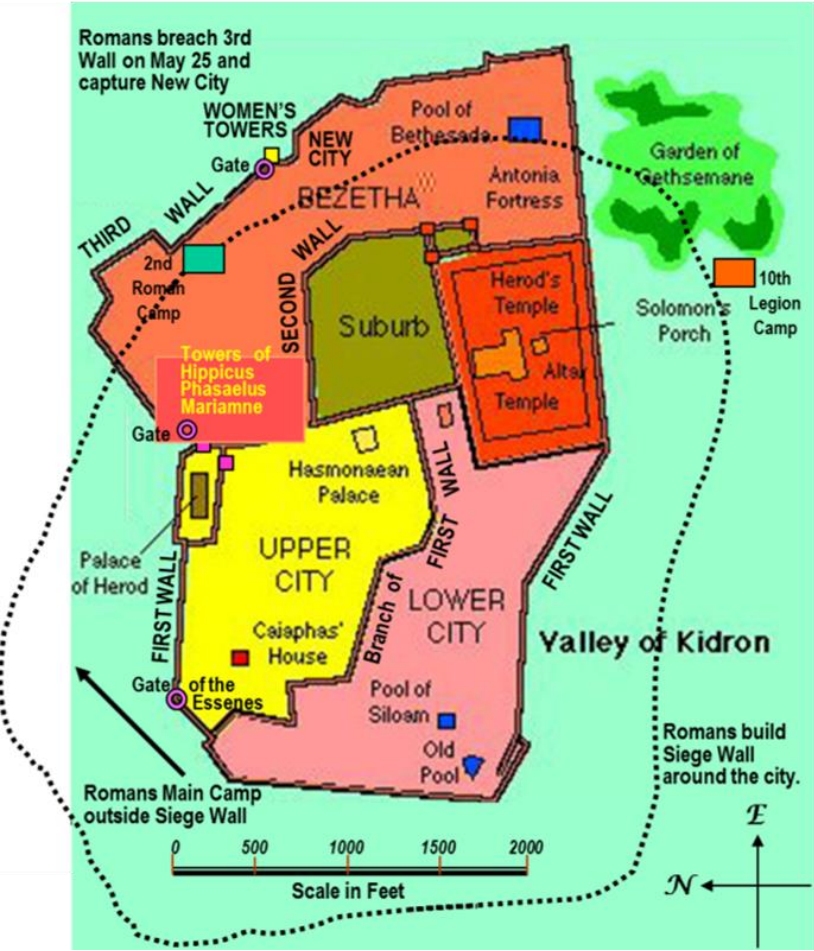 Romans breach 3rd
Wall on May 25 and
capture New City
WOMEN'S
TOWERS
NEW
CITY
Gate
Pool of
Bethesada
Garden of
Gethsemane
BEZETHA
Antonia
Fortress
THIRD
WALL
2nd
Roman
Camp
SECOND
WALL
Herod's
Temple
10th
Legion
Camp
Solomon's
Porch
Suburb
Altar
Temple
Towers of
Hippicus
Phasaelus
Mariamne
Gate
Hasmonaean
Palace
FIRST WALL
Branch of
FIRST WALL
Palace
of Herod
UPPER
CITY
LOWER
CITY
FIRST WALL
Valley of Kidron
Caiaphas'
House
Gate of the
Essenes
Pool of
Siloam
Old
Pool
Romans build
Siege Wall
around the city.
Romans Main Camp
outside Siege Wall
0 500 1000 1500 2000
Scale in Feet
E
N